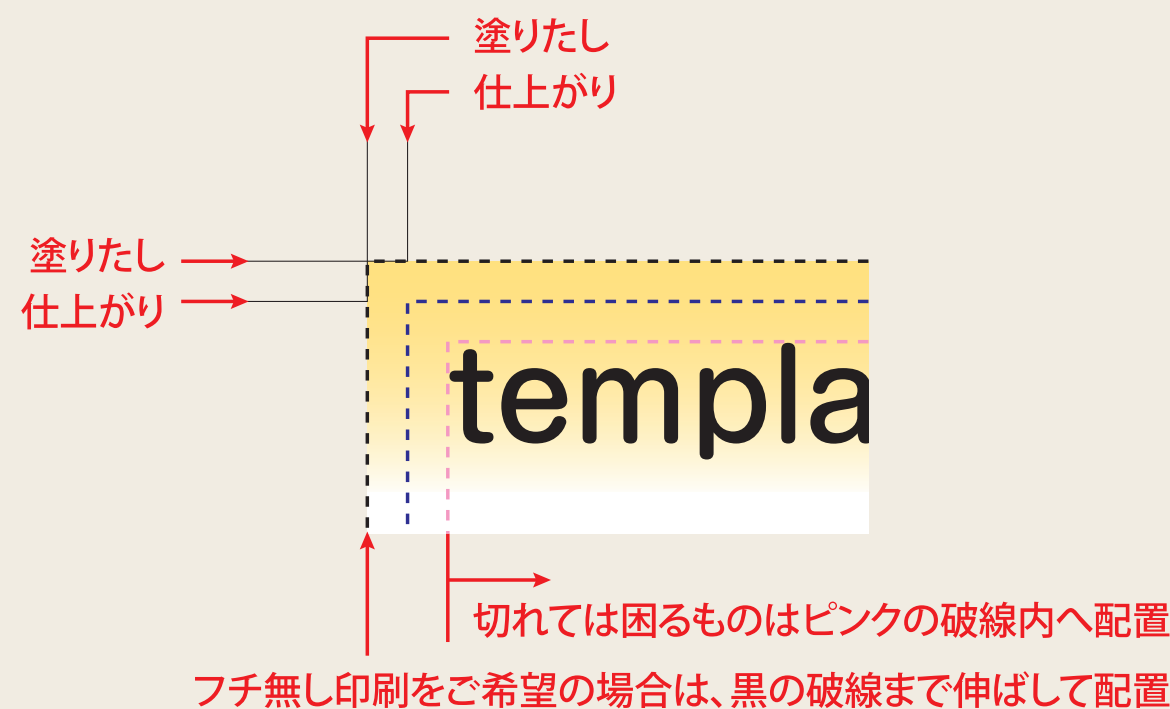 塗りたし
仕上がり
塗りたし
仕上がり
templa
切れては困るものはピンクの破線内へ配置
フチ無し印刷をご希望の場合は、黒の破線まで伸ばして配置